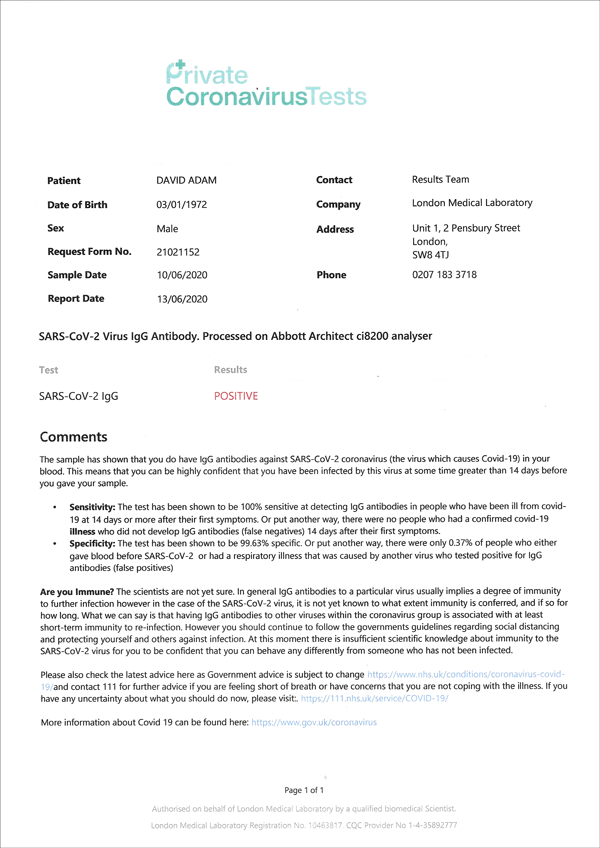 Private
CoronavirusTests
Patient DAVID ADAM Contact Results Team
Date of Birth 03/01/1972 Company London Medical Laboratory
Sex Male Address Unit 1, 2 Pensbury Street
London,
SW8 4TJ
Request Form No. 21021152
Sample Date 10/06/2020 Phone 0207 183 3718
Report Date 13/06/2020
SARS-CoV-2 Virus IgG Antibody. Processed on Abbott Architect ci8200 analyser
Test Results
SARS-CoV-2 IgG POSITIVE
Comments
The sample has shown that you do have IgG antibodies against SARS-CoV-2 coronavirus (the virus which causes Covid-19) in your
blood. This means that you can be highly confident that you have been infected by this virus at some time greater than 14 days before
you gave your sample.
• Sensitivity: The test has been shown to be 100% sensitive at detecting IgG antibodies in people who have been ill from covid-
19 at 14 days or more after their first symptoms. Or put another way, there were no people who had a confirmed covid-19
illness who did not develop IgG antibodies (false negatives) 14 days after their first symptoms.
• Specificity: The test has been shown to be 99.63% specific. Or put another way, there were only 0.37% of people who either
gave blood before SARS-CoV-2 or had a respiratory illness that was caused by another virus who tested positive for IgG
antibodies (false positives)
Are you Immune? The scientists are not yet sure. In general IgG antibodies to a particular virus usually implies a degree of immunity
to further infection however in the case of the SARS-CoV-2 virus, it is not yet known to what extent immunity is conferred, and if so for
how long. What we can say is that having IgG antibodies to other viruses within the coronavirus group is associated with at least
short-term immunity to re-infection. However you should continue to follow the governments guidelines regarding social distancing
and protecting yourself and others against infection. At this moment there is insufficient scientific knowledge about immunity to the
SARS-CoV-2 virus for you to be confident that you can behave any differently from someone who has not been infected.
Please also check the latest advice here as Government advice is subject to change https://www.nhs.uk/conditions/coronavirus-covid-
19/and contact 111 for further advice if you are feeling short of breath or have concerns that you are not coping with the illness. If you
have any uncertainty about what you should do now, please visit:. https://111.nhs.uk/service/COVID-19/
More information about Covid 19 can be found here: https://www.gov.uk/coronavirus
Page 1 of 1
Authorised on behalf of London Medical Laboratory by a qualified biomedical Scientist.
London Medical Laboratory Registration No. 10463817 CQC Provider No 1-4-35892777